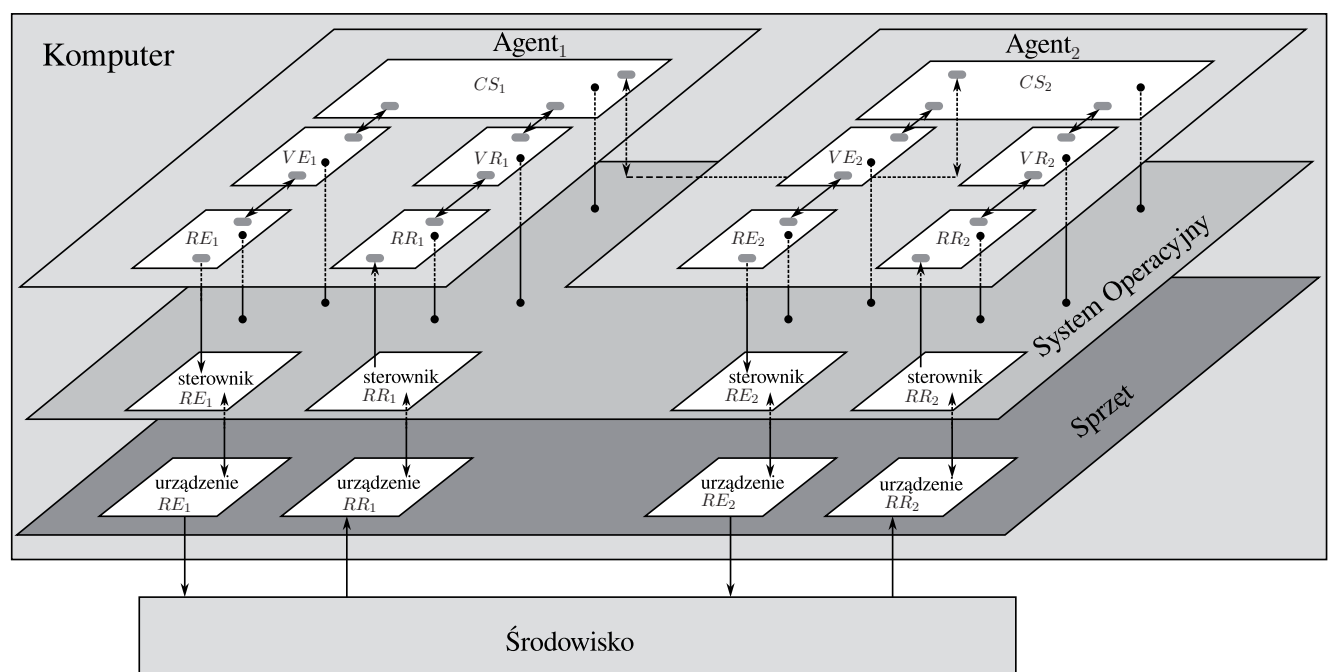 Komputer
Agent₁
Agent₂
CS₁
CS₂
VE₁
VR₁
VE₂
VR₂
RE₁
RR₁
RE₂
RR₂
System Operacyjny
sterownik
RE₁
sterownik
RR₁
sterownik
RE₂
sterownik
RR₂
Sprzęt
urządzenie
RE₁
urządzenie
RR₁
urządzenie
RE₂
urządzenie
RR₂
Środowisko